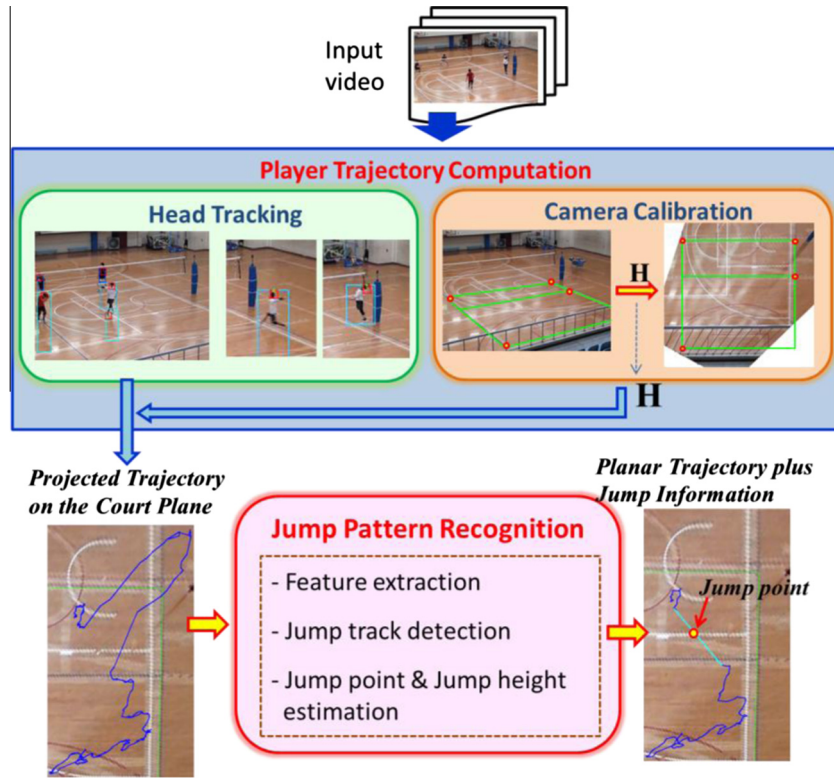 Input
video
Player Trajectory Computation
Head Tracking
Camera Calibration
H
H
Projected Trajectory
on the Court Plane
Jump Pattern Recognition
- Feature extraction
- Jump track detection
- Jump point & Jump height
estimation
Planar Trajectory plus
Jump Information
Jump point